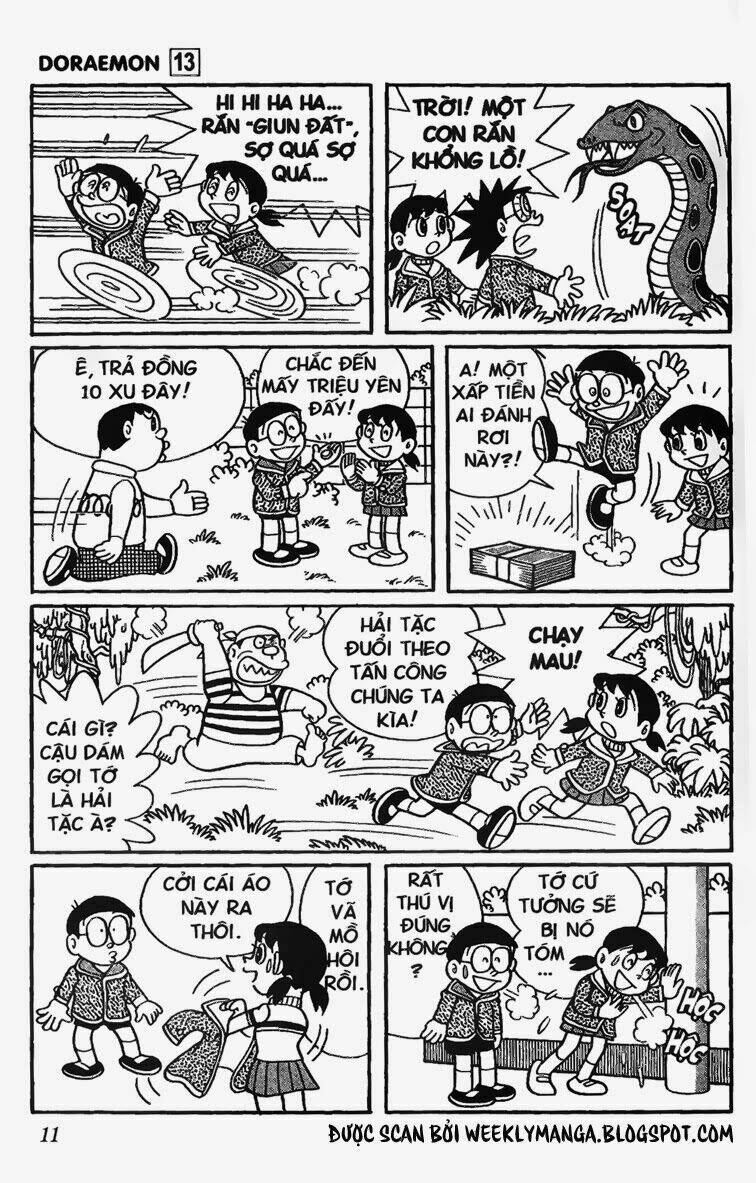 DORAEMON 13
TRỜI! MỘT
CON RẮN
KHỔNG LỒ!
SOẠT
HI HI HA HA...
RẮN "GIUN ĐẤT",
SỢ QUÁ SỢ
QUÁ...
A! MỘT
XẤP TIỀN
AI ĐÁNH
RƠI
NÀY?!
CHẮC ĐẾN
MẤY TRIỆU YÊN
ĐẤY!
Ê, TRẢ ĐỒNG
10 XU ĐÂY!
CHẠY
MAU!
HẢI TẶC
ĐUỔI THEO
TẤN CÔNG
CHÚNG TA
KÌA!
CÁI GÌ?
CẬU DÁM
GỌI TỚ
LÀ HẢI
TẶC À?
TỚ CỨ
TƯỞNG SẼ
BỊ NÓ
TÓM
...
HỘC
HỘC
RẤT
THÚ VỊ
ĐÚNG
KHÔNG
?
TỚ
VÃ
MỒ
HÔI
RỒI.
CỞI CÁI ÁO
NÀY RA
THÔI.
11
ĐƯỢC SCAN BỞI WEEKLYMANGA.BLOGSPOT.COM